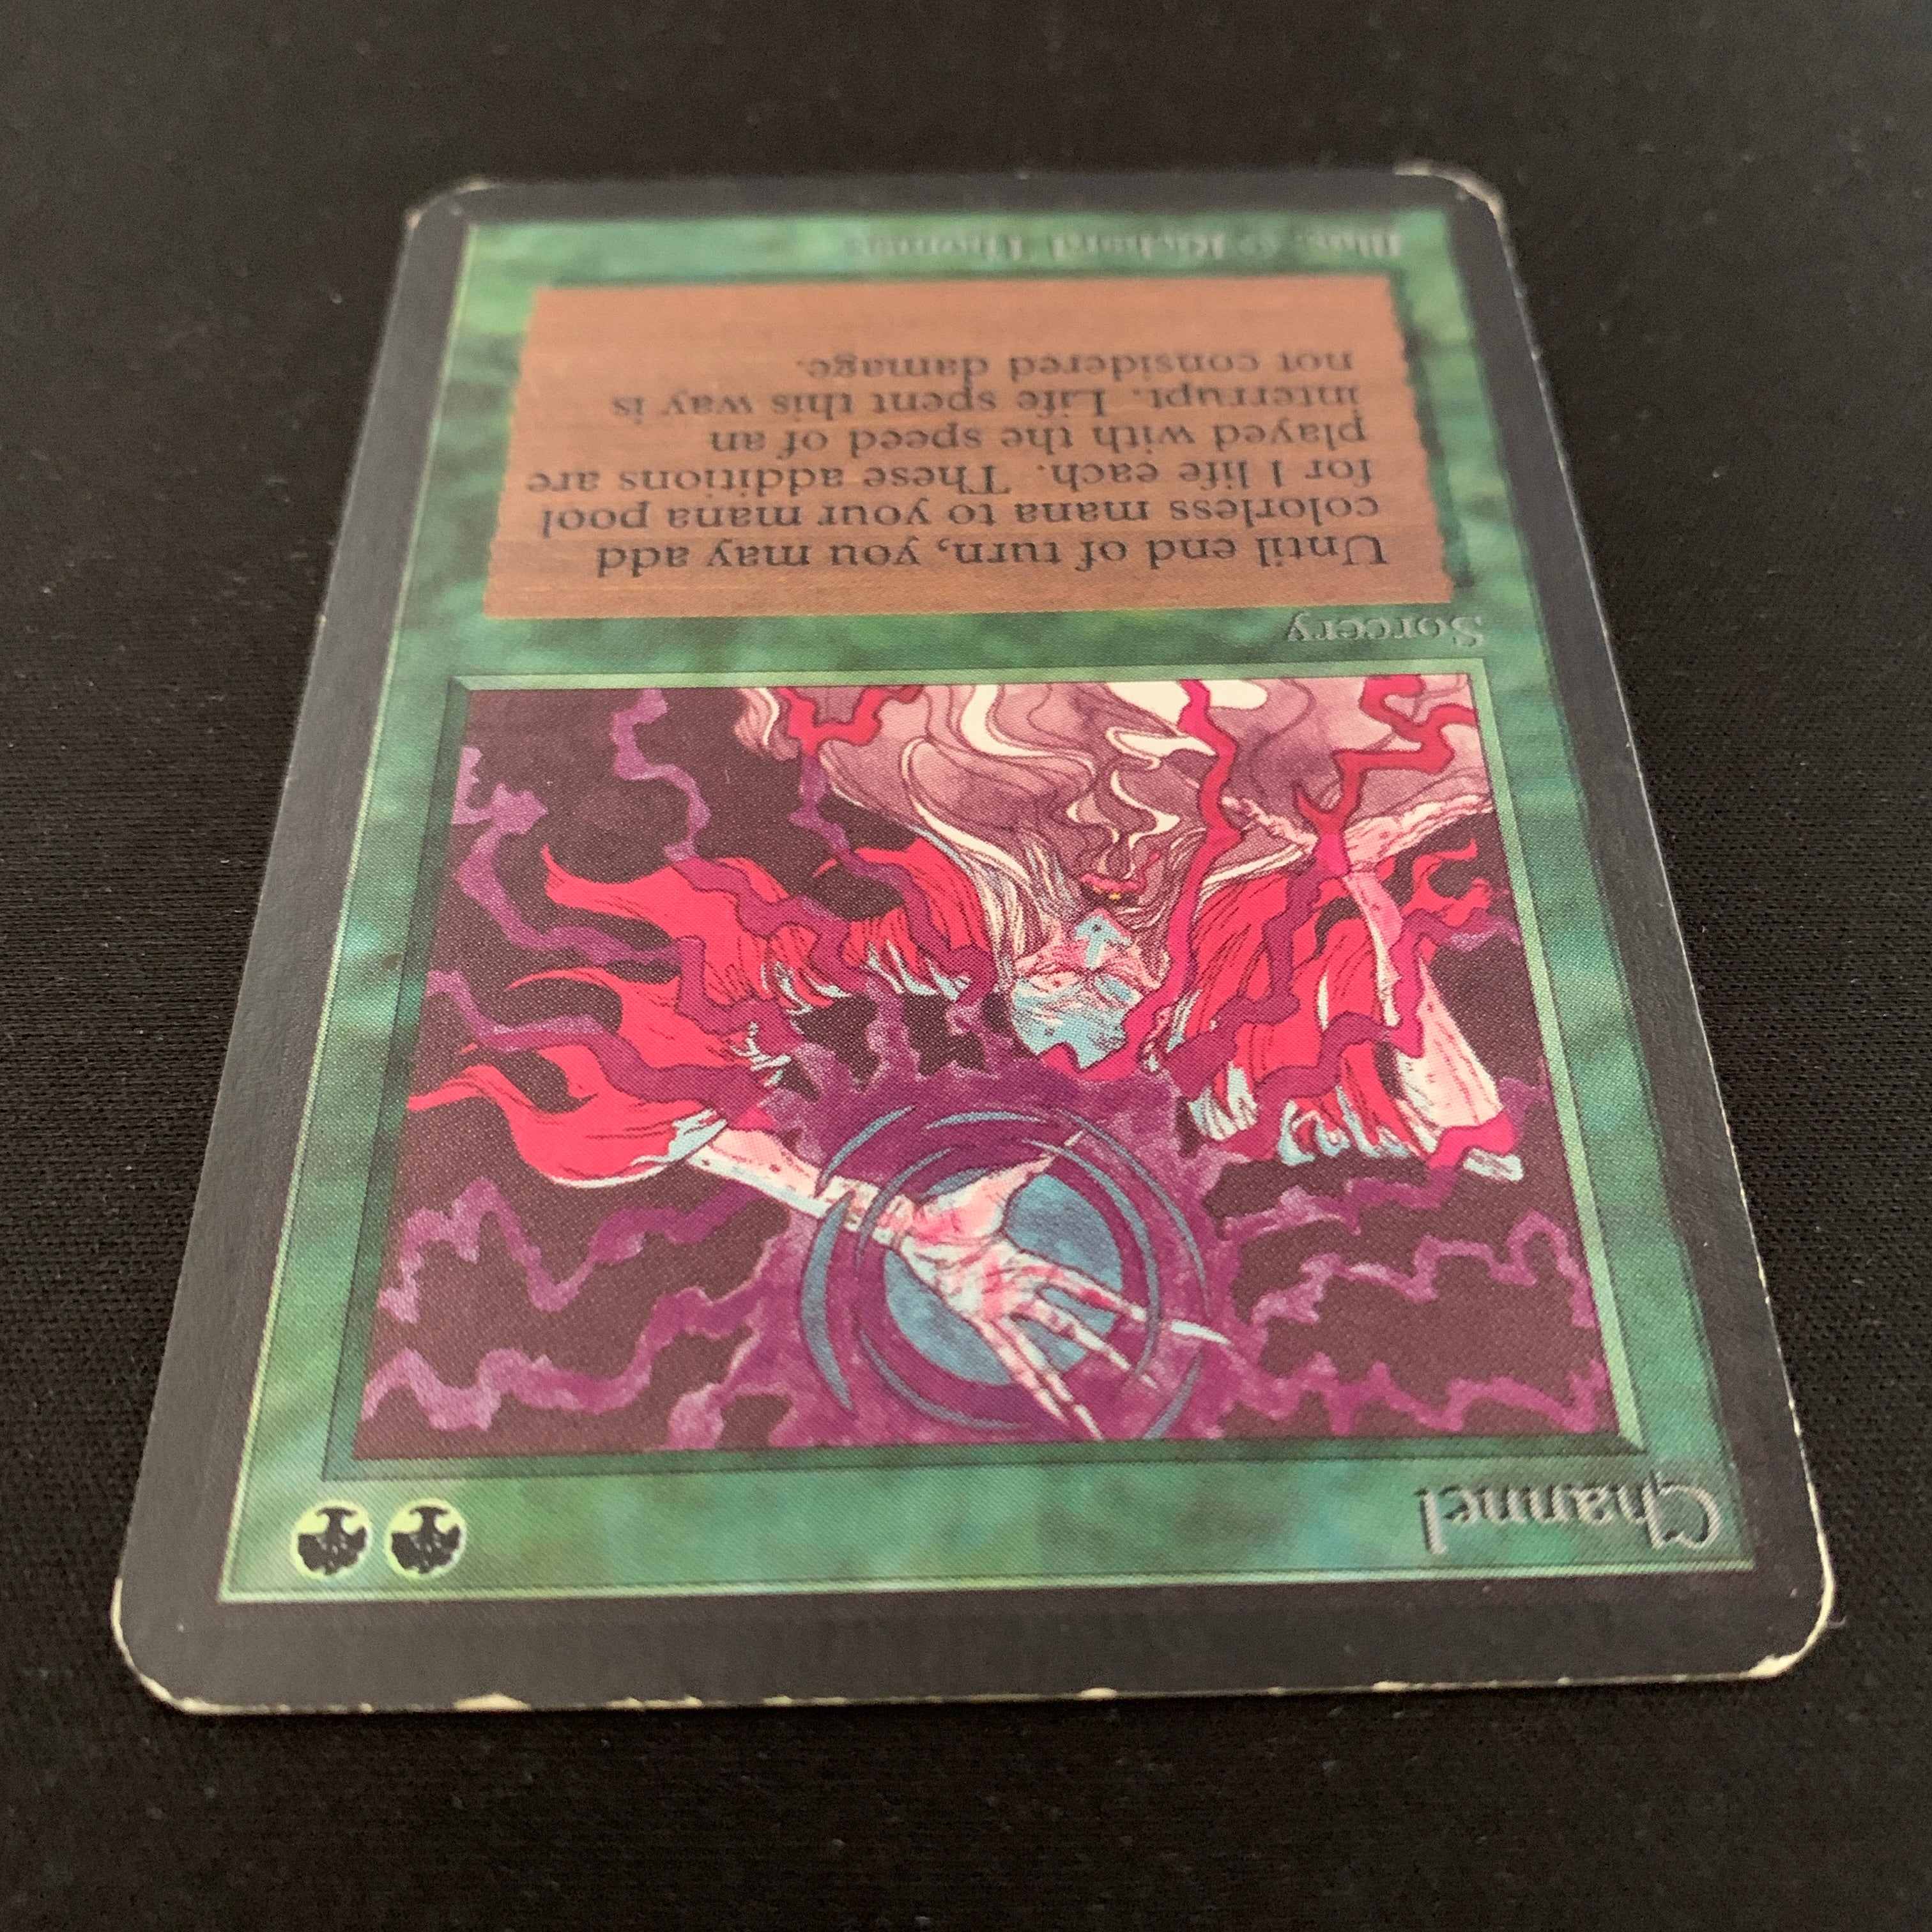 Channel
Sorcery
Until end of turn, you may add
colorless mana to your mana pool
for 1 life each. These additions are
played with the speed of an
interrupt. Life spent this way is
not considered damage.
Illus. © Richard Thomas